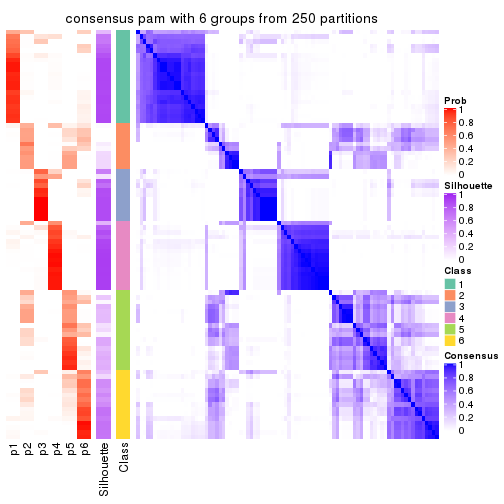 consensus pam with 6 groups from 250 partitions
Prob
1
0.8
0.6
0.4
0.2
0
Silhouette
1
0.8
0.6
0.4
0.2
0
Class
1
2
3
4
5
6
Consensus
1
0.8
0.6
0.4
0.2
0
p1
p2
p3
p4
p5
p6
Silhouette
Class